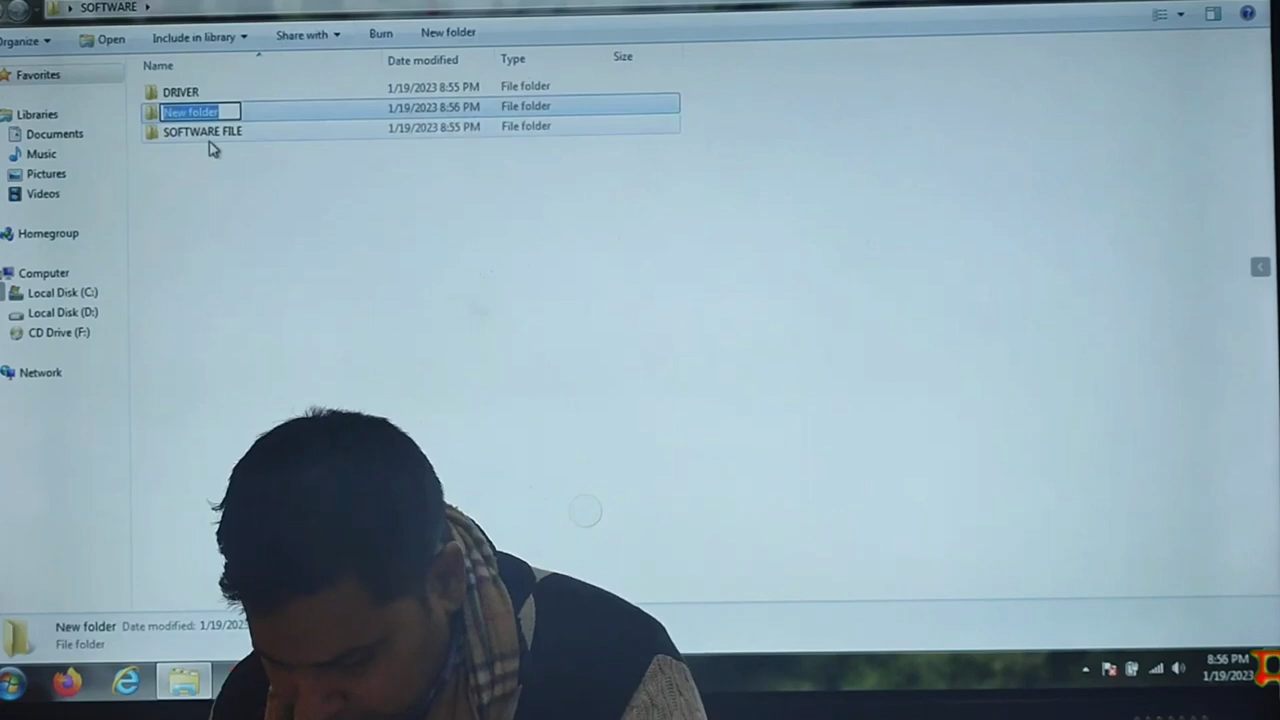 SOFTWARE
Organize Open Include in library Share with Burn New folder
Name Date modified Type Size
Favorites
DRIVER 1/19/2023 8:55 PM File folder
New folder 1/19/2023 8:56 PM File folder
SOFTWARE FILE 1/19/2023 8:55 PM File folder
Libraries
Documents
Music
Pictures
Videos
Homegroup
Computer
Local Disk (C:)
Local Disk (D:)
CD Drive (F:)
Network
New folder Date modified: 1/19/202
File folder
8:56 PM
1/19/2023